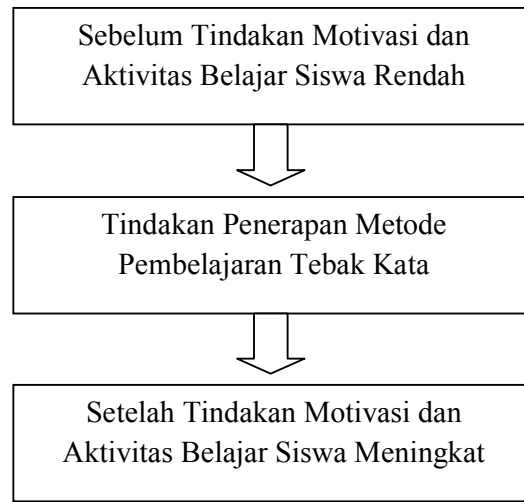 Sebelum Tindakan Motivasi dan
Aktivitas Belajar Siswa Rendah
Tindakan Penerapan Metode
Pembelajaran Tebak Kata
Setelah Tindakan Motivasi dan
Aktivitas Belajar Siswa Meningkat